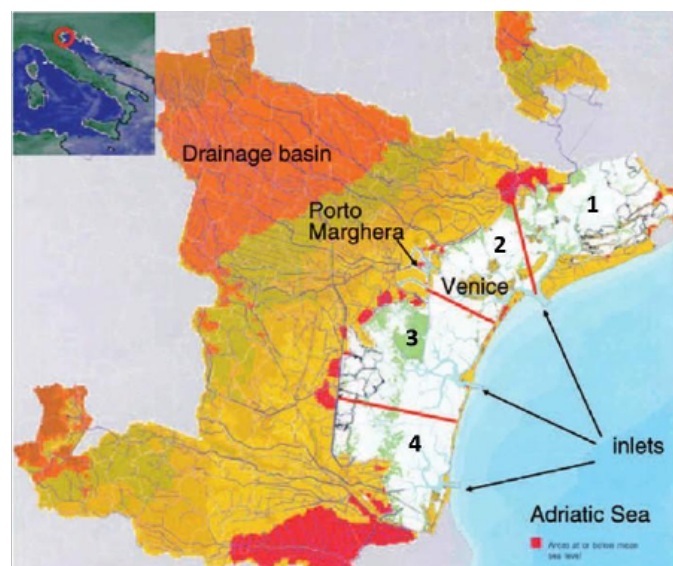 Drainage basin
Porto
Marghera
1
2
Venice
3
4
inlets
Adriatic Sea
Areas at or below mean
sea level